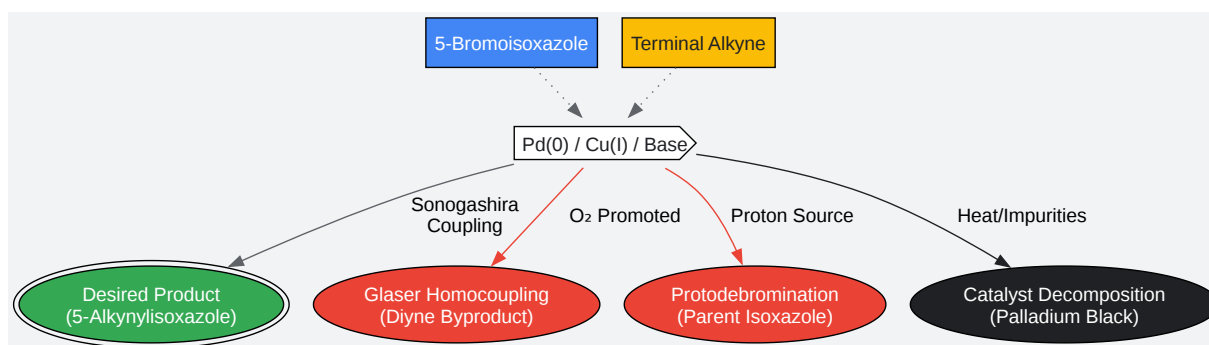 5-Bromoisoxazole
Terminal Alkyne
Pd(0) / Cu(I) / Base
Sonogashira
Coupling
O₂ Promoted
Proton Source
Heat/Impurities
Desired Product
(5-Alkynylisoxazole)
Glaser Homocoupling
(Diyne Byproduct)
Protodebromination
(Parent Isoxazole)
Catalyst Decomposition
(Palladium Black)